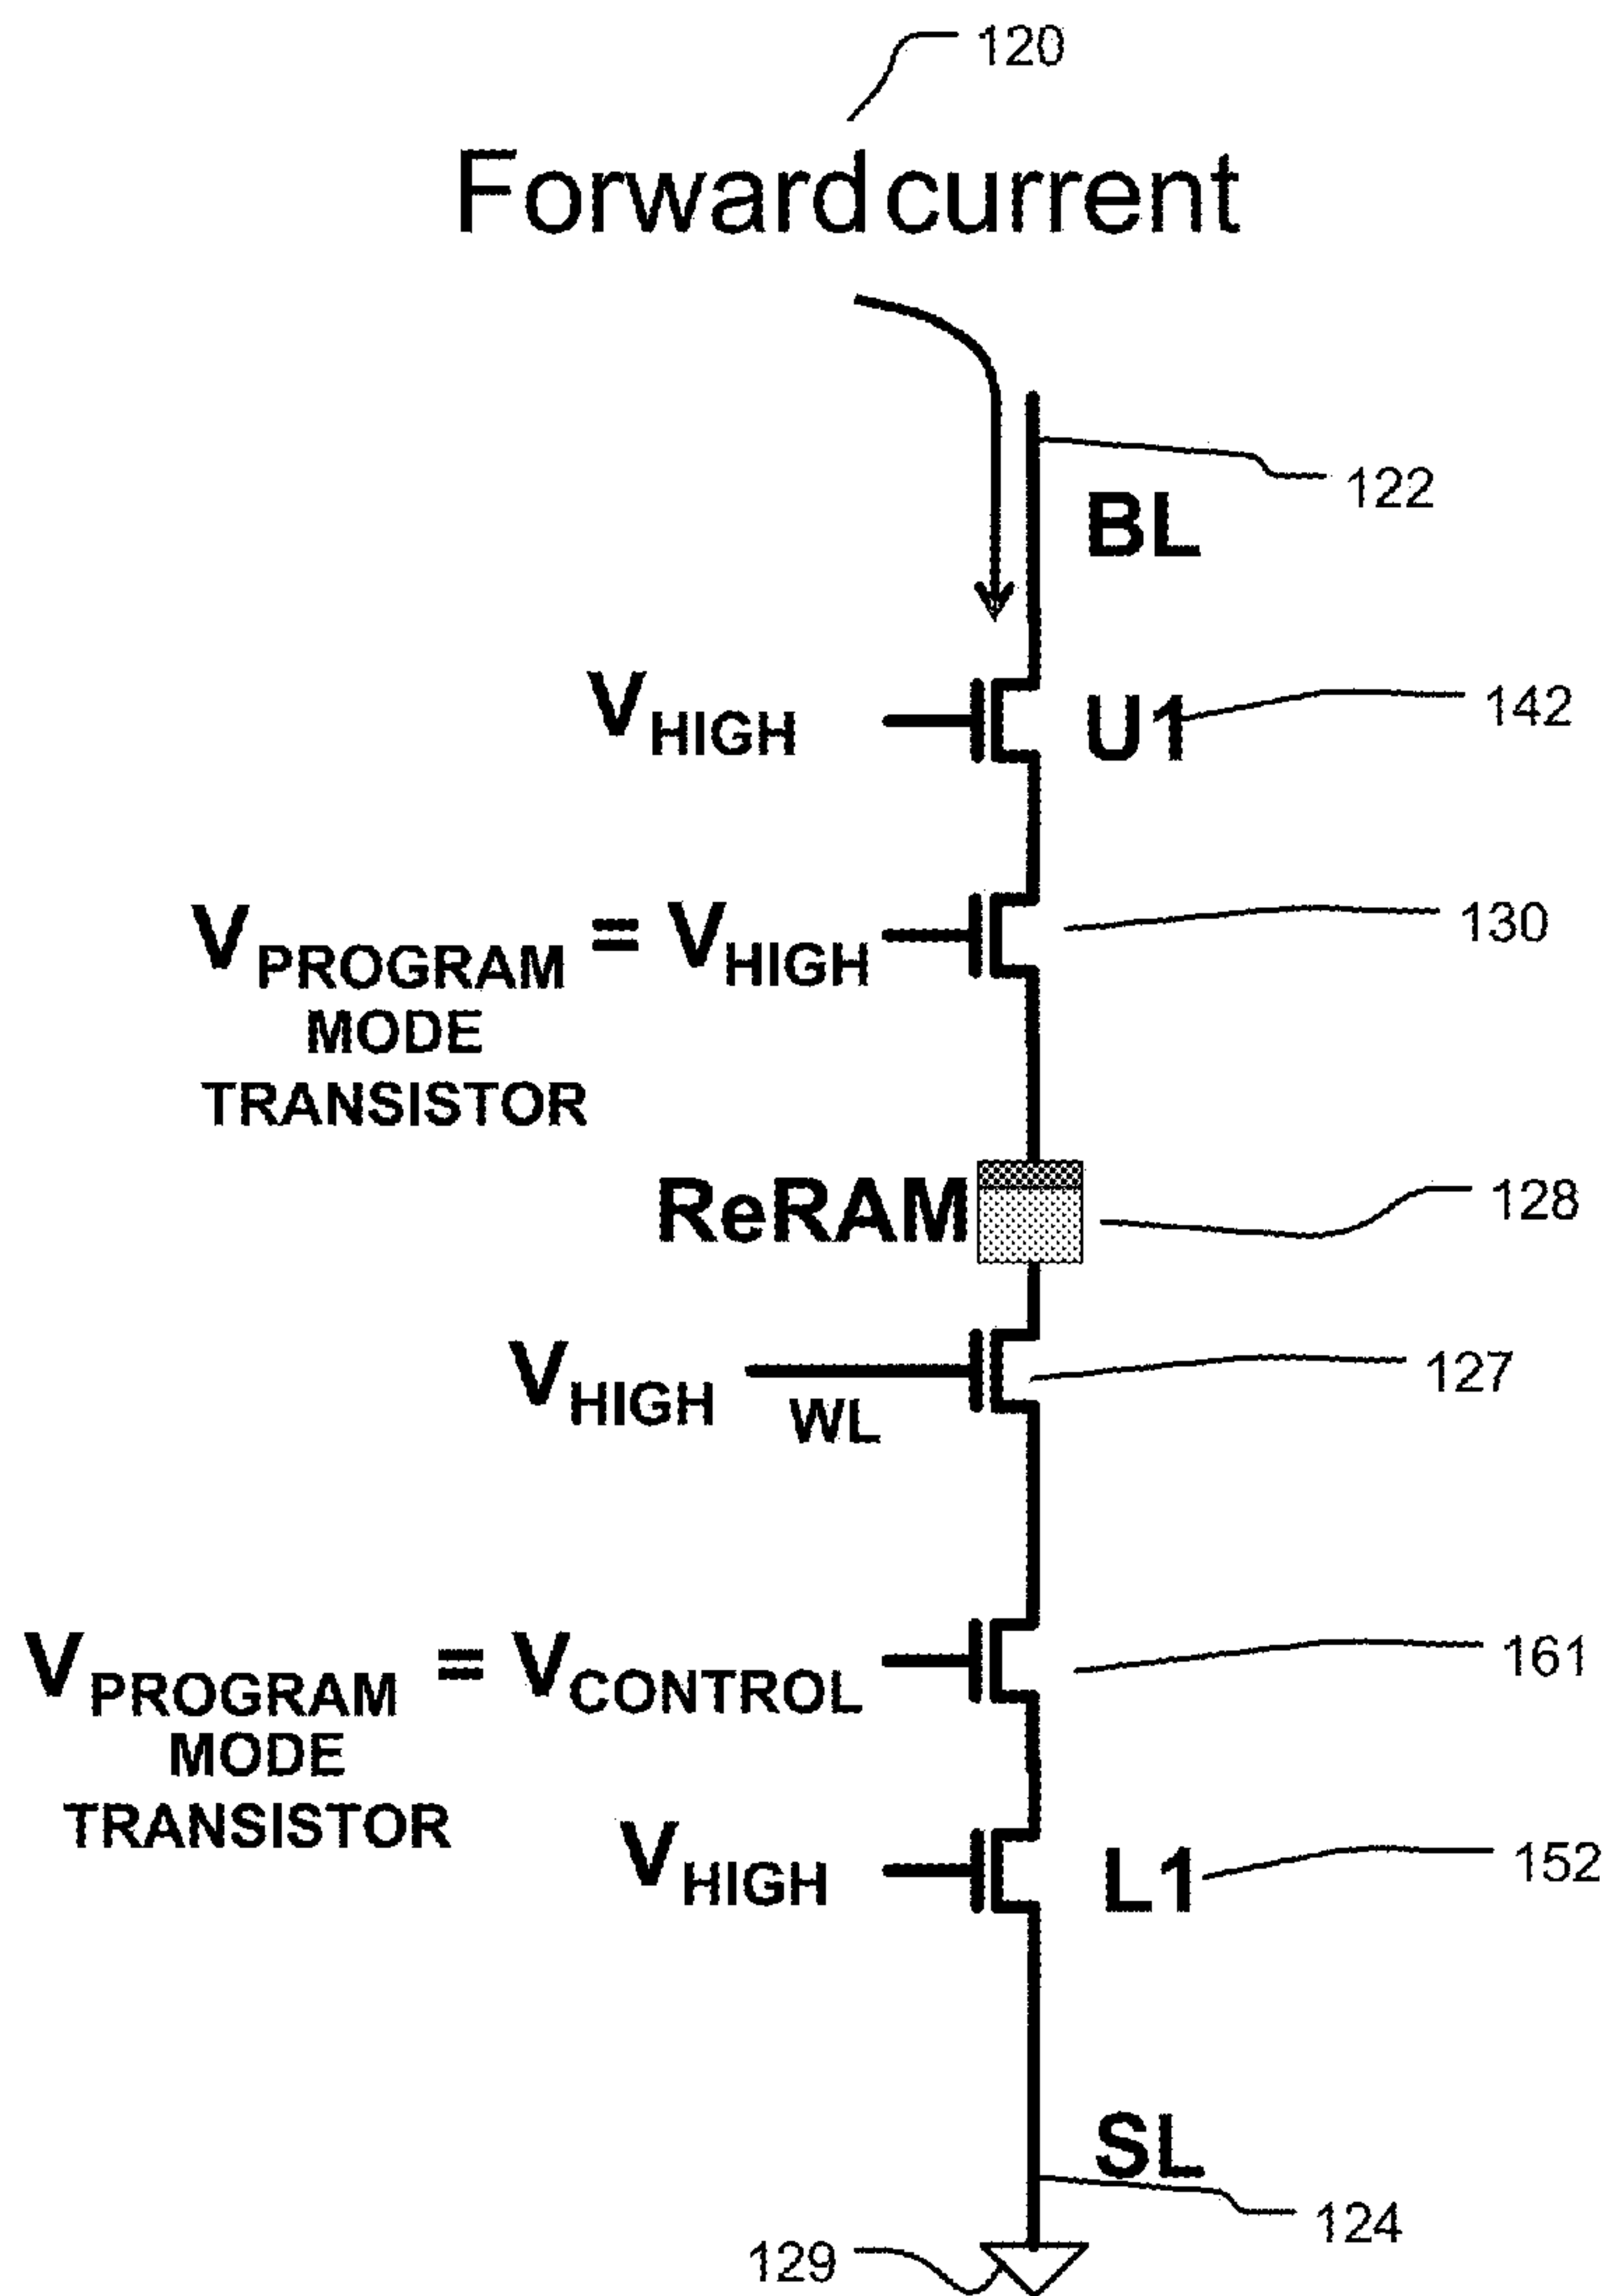 120
Forward current
122
BL
VHIGH
U1
142
VPROGRAM = VHIGH
130
MODE
TRANSISTOR
ReRAM
128
VHIGH
WL
127
VPROGRAM = VCONTROL
161
MODE
TRANSISTOR
VHIGH
L1
152
SL
124
129